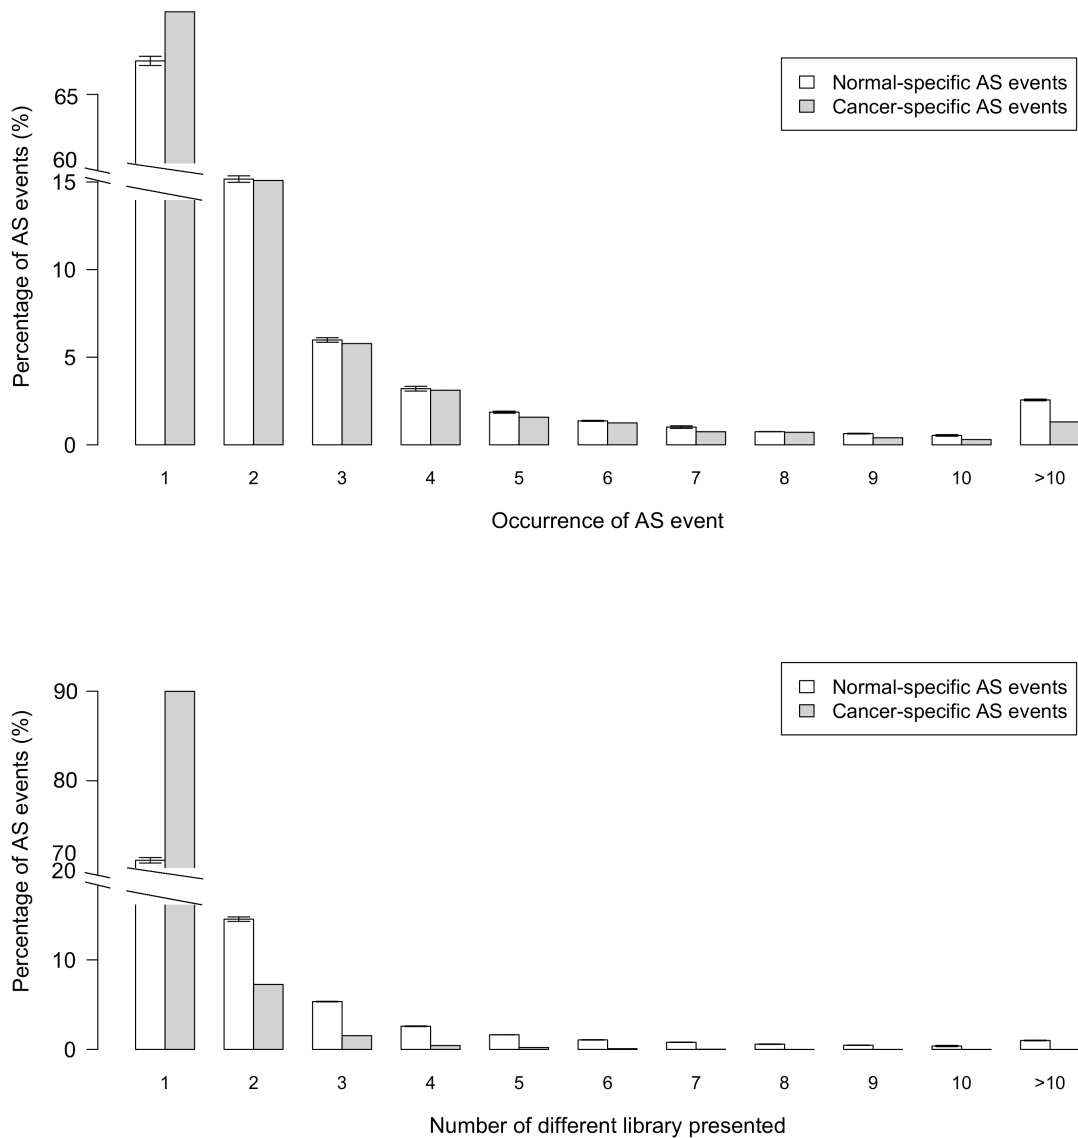 Percentage of AS events (%)
65
60
15
10
5
0
Normal-specific AS events
Cancer-specific AS events
1 2 3 4 5 6 7 8 9 10 >10
Occurrence of AS event
Percentage of AS events (%)
90
80
70
20
10
0
Normal-specific AS events
Cancer-specific AS events
1 2 3 4 5 6 7 8 9 10 >10
Number of different library presented